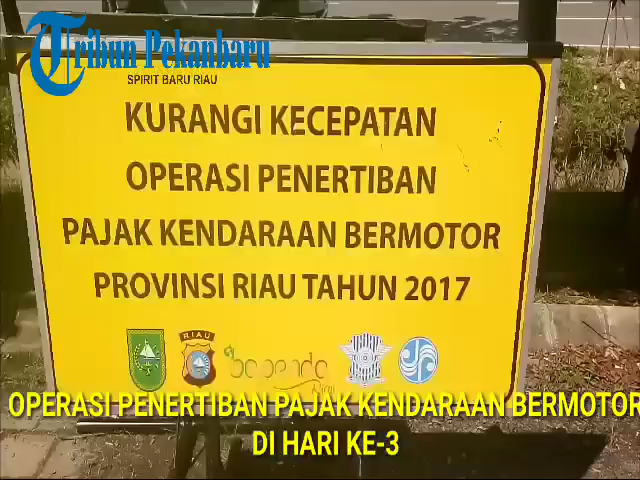 Tribun Pekanbaru
SPIRIT BARU RIAU
KURANGI KECEPATAN
OPERASI PENERTIBAN
PAJAK KENDARAAN BERMOTOR
PROVINSI RIAU TAHUN 2017
RIAU
bapenda
Riau
OPERASI PENERTIBAN PAJAK KENDARAAN BERMOTOR
DI HARI KE-3